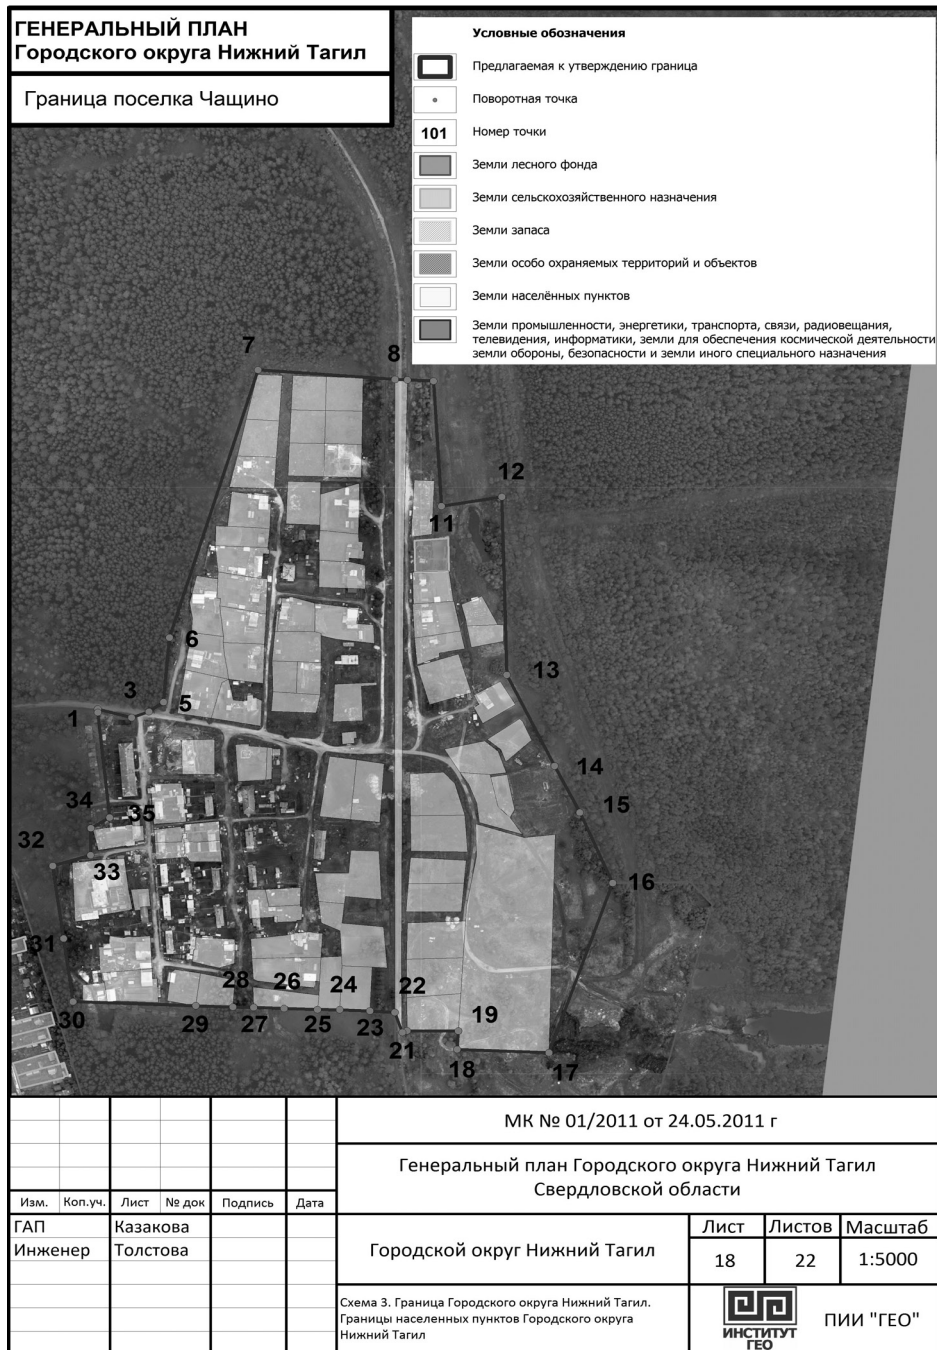 ГЕНЕРАЛЬНЫЙ ПЛАН
Городского округа Нижний Тагил
Граница поселка Чащино
Условные обозначения
Предлагаемая к утверждению граница
Поворотная точка
101 Номер точки
Земли лесного фонда
Земли сельскохозяйственного назначения
Земли запаса
Земли особо охраняемых территорий и объектов
Земли населённых пунктов
Земли промышленности, энергетики, транспорта, связи, радиовещания,
телевидения, информатики, земли для обеспечения космической деятельности
земли обороны, безопасности и земли иного специального назначения
7
8
12
11
6
13
3
5
1
14
34
35
15
32
33
16
31
28
26
24
22
30
29
27
25
23
21
19
18
17
МК № 01/2011 от 24.05.2011 г
Генеральный план Городского округа Нижний Тагил
Свердловской области
Изм. Коп.уч. Лист № док Подпись Дата
ГАП Казакова
Инженер Толстова
Городской округ Нижний Тагил
Лист Листов Масштаб
18 22 1:5000
Схема 3. Граница Городского округа Нижний Тагил.
Границы населенных пунктов Городского округа
Нижний Тагил
ИНСТИТУТ
ГЕО
ПИИ "ГЕО"